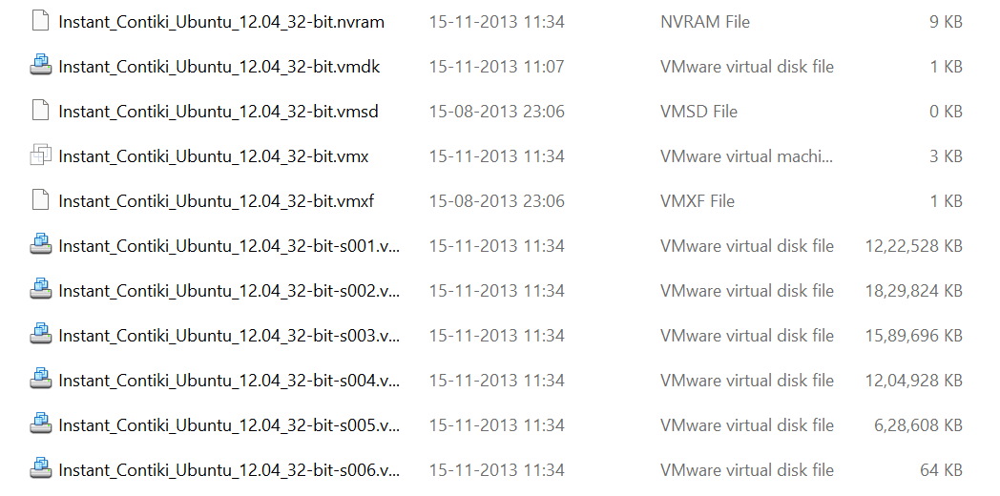 Instant_Contiki_Ubuntu_12.04_32-bit.nvram 15-11-2013 11:34 NVRAM File 9 KB
Instant_Contiki_Ubuntu_12.04_32-bit.vmdk 15-11-2013 11:07 VMware virtual disk file 1 KB
Instant_Contiki_Ubuntu_12.04_32-bit.vmsd 15-08-2013 23:06 VMSD File 0 KB
Instant_Contiki_Ubuntu_12.04_32-bit.vmx 15-11-2013 11:34 VMware virtual machi... 3 KB
Instant_Contiki_Ubuntu_12.04_32-bit.vmxf 15-08-2013 23:06 VMXF File 1 KB
Instant_Contiki_Ubuntu_12.04_32-bit-s001.v... 15-11-2013 11:34 VMware virtual disk file 12,22,528 KB
Instant_Contiki_Ubuntu_12.04_32-bit-s002.v... 15-11-2013 11:34 VMware virtual disk file 18,29,824 KB
Instant_Contiki_Ubuntu_12.04_32-bit-s003.v... 15-11-2013 11:34 VMware virtual disk file 15,89,696 KB
Instant_Contiki_Ubuntu_12.04_32-bit-s004.v... 15-11-2013 11:34 VMware virtual disk file 12,04,928 KB
Instant_Contiki_Ubuntu_12.04_32-bit-s005.v... 15-11-2013 11:34 VMware virtual disk file 6,28,608 KB
Instant_Contiki_Ubuntu_12.04_32-bit-s006.v... 15-11-2013 11:34 VMware virtual disk file 64 KB